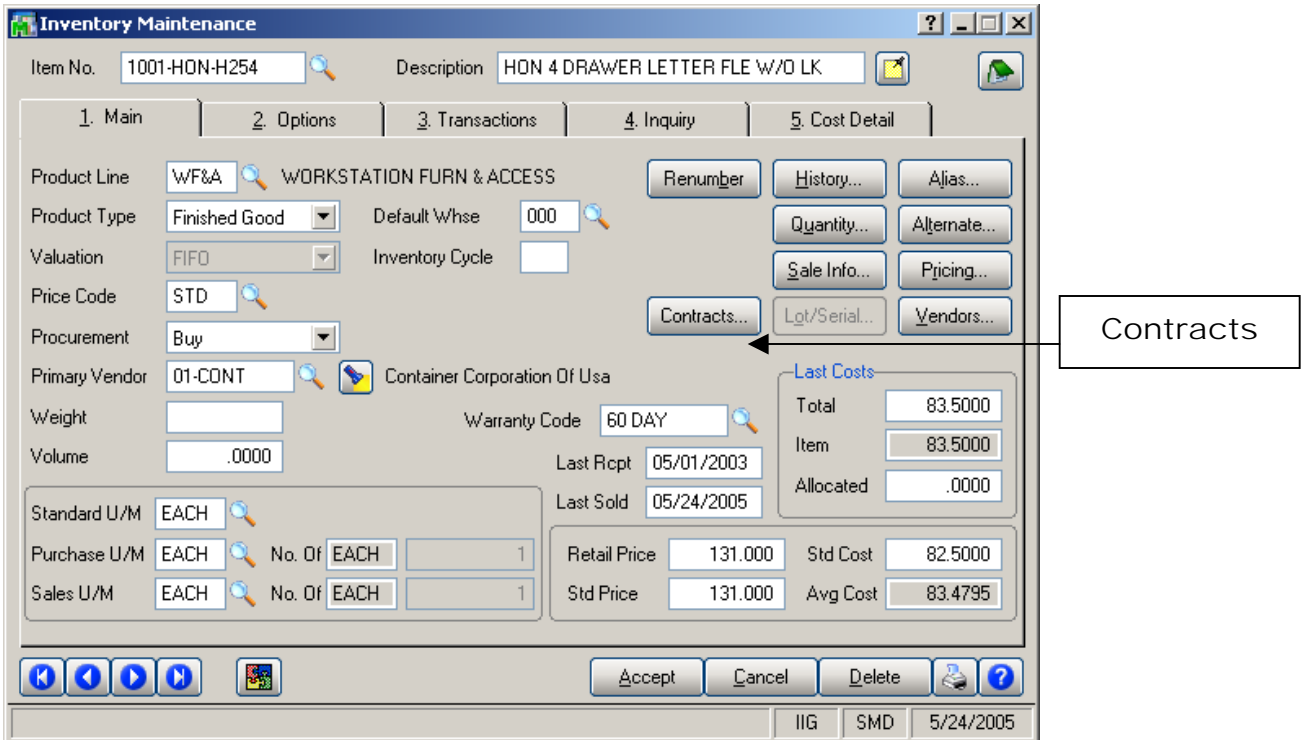 Inventory Maintenance
Item No. 1001-HON-H254 Description HON 4 DRAWER LETTER FLE W/O LK
1. Main 2. Options 3. Transactions 4. Inquiry 5. Cost Detail
Product Line WF&A WORKSTATION FURN & ACCESS Renumber History... Alias...
Product Type Finished Good Default Whse 000 Quantity... Alternate...
Valuation FIFO Inventory Cycle Sale Info... Pricing...
Price Code STD Contracts... Lot/Serial... Vendors...
Contracts
Procurement Buy
Primary Vendor 01-CONT Container Corporation Of Usa Last Costs
Weight Warranty Code 60 DAY Total 83.5000
Volume .0000 Last Rcpt 05/01/2003 Item 83.5000
Last Sold 05/24/2005 Allocated .0000
Standard U/M EACH
Purchase U/M EACH No. Of EACH 1 Retail Price 131.000 Std Cost 82.5000
Sales U/M EACH No. Of EACH 1 Std Price 131.000 Avg Cost 83.4795
Accept Cancel Delete
IIG SMD 5/24/2005